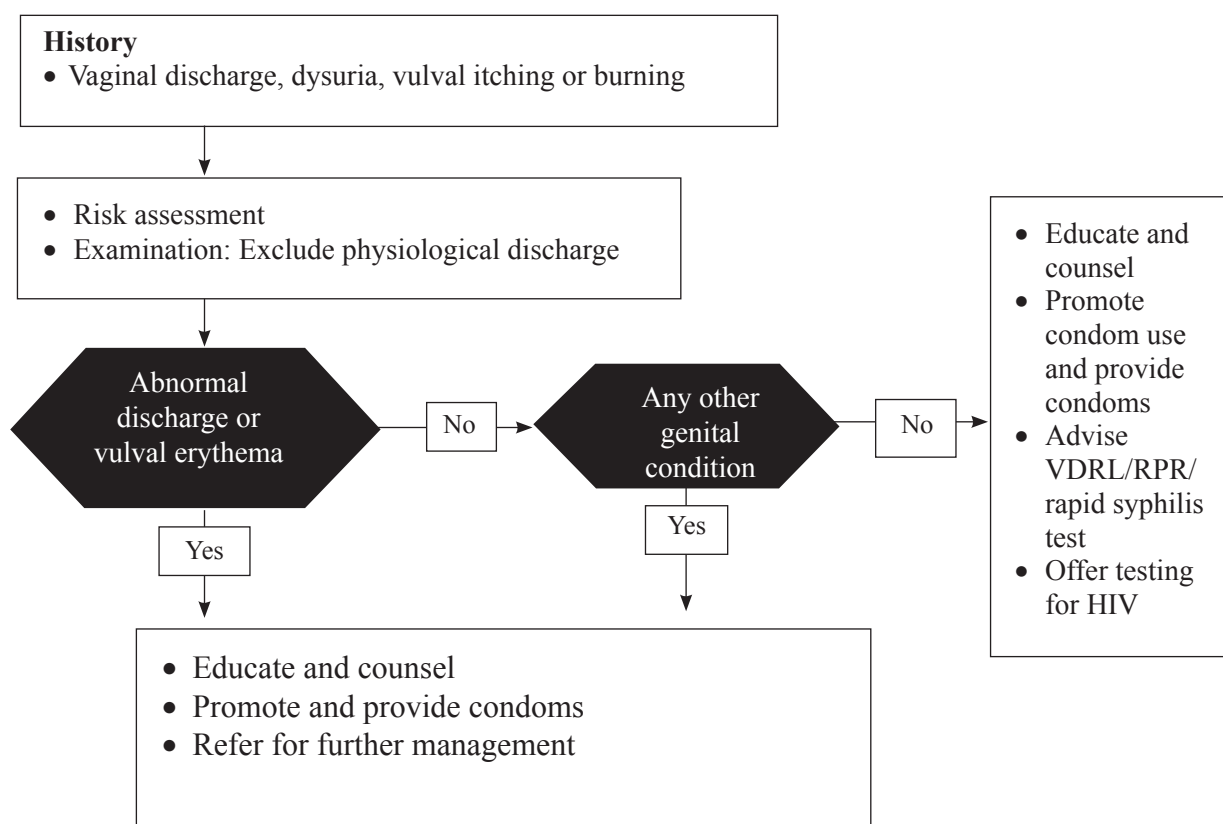 History
• Vaginal discharge, dysuria, vulval itching or burning
• Risk assessment
• Examination: Exclude physiological discharge
Abnormal
discharge or
vulval erythema
No
Any other
genital
condition
No
• Educate and
counsel
• Promote
condom use
and provide
condoms
• Advise
VDRL/RPR/
rapid syphilis
test
• Offer testing
for HIV
Yes
Yes
• Educate and counsel
• Promote and provide condoms
• Refer for further management